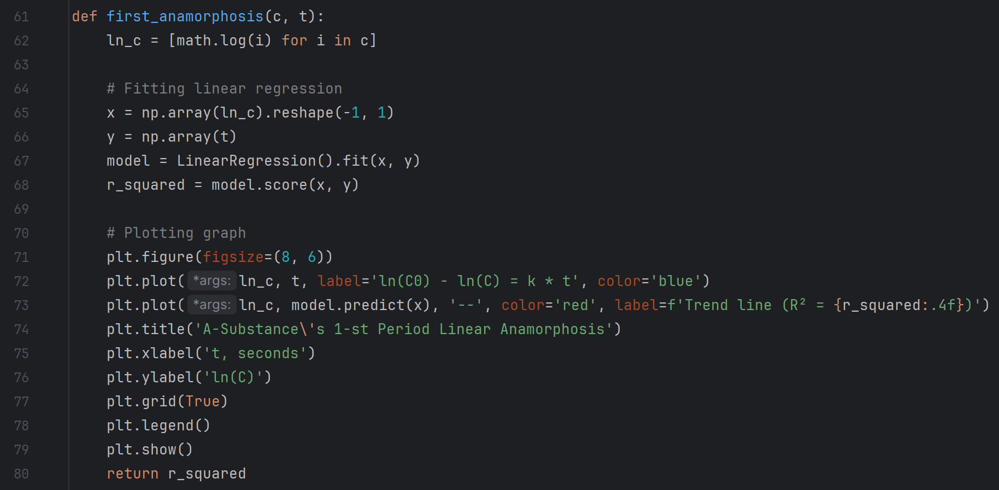 61 def first_anamorphosis(c, t):
62     ln_c = [math.log(i) for i in c]
63
64     # Fitting linear regression
65     x = np.array(ln_c).reshape(-1, 1)
66     y = np.array(t)
67     model = LinearRegression().fit(x, y)
68     r_squared = model.score(x, y)
69
70     # Plotting graph
71     plt.figure(figsize=(8, 6))
72     plt.plot( *args: ln_c, t, label='ln(C0) - ln(C) = k * t', color='blue')
73     plt.plot( *args: ln_c, model.predict(x), '--', color='red', label=f'Trend line (R² = {r_squared:.4f})')
74     plt.title('A-Substance\'s 1-st Period Linear Anamorphosis')
75     plt.xlabel('t, seconds')
76     plt.ylabel('ln(C)')
77     plt.grid(True)
78     plt.legend()
79     plt.show()
80     return r_squared